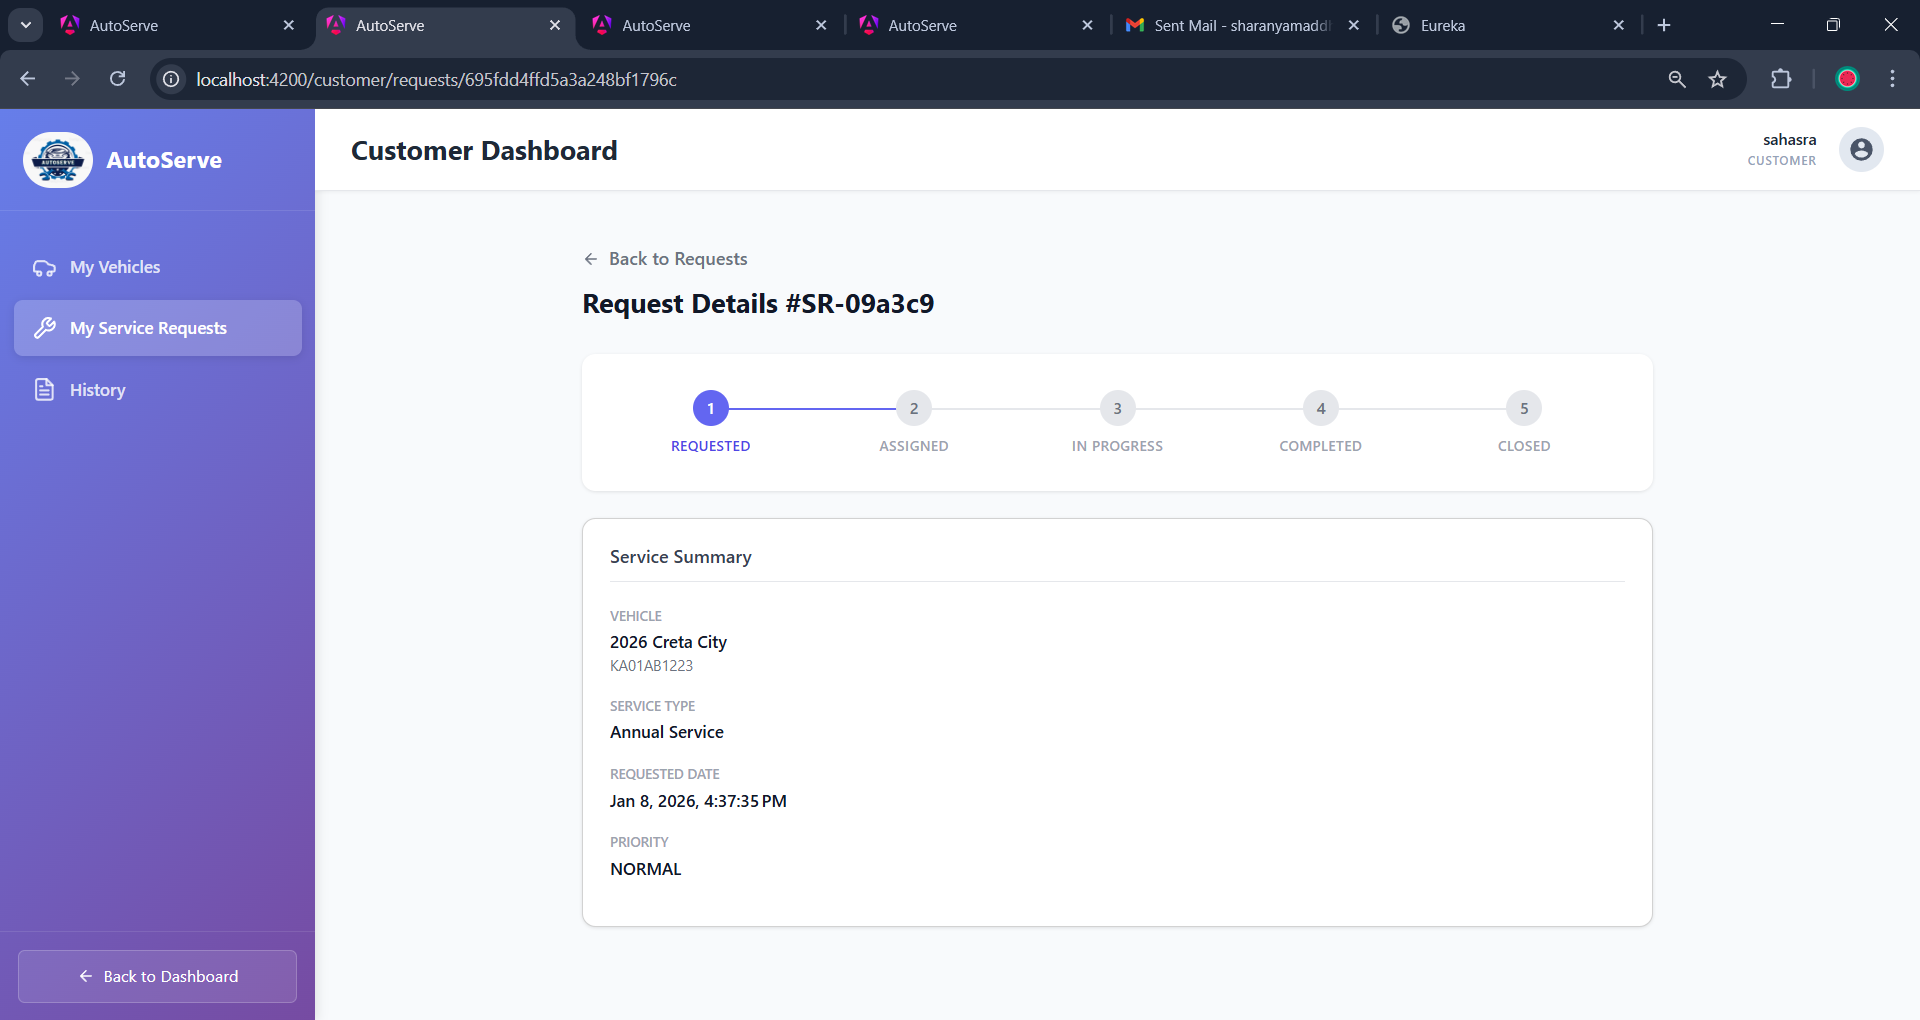 AutoServe
AutoServe
AutoServe
AutoServe
Sent Mail - sharanyamadd
Eureka
localhost:4200/customer/requests/695fdd4ffd5a3a248bf1796c
AUTOSERVE
AutoServe
My Vehicles
My Service Requests
History
Back to Dashboard
Customer Dashboard
sahasra
CUSTOMER
Back to Requests
Request Details #SR-09a3c9
1
2
3
4
5
REQUESTED
ASSIGNED
IN PROGRESS
COMPLETED
CLOSED
Service Summary
VEHICLE
2026 Creta City
KA01AB1223
SERVICE TYPE
Annual Service
REQUESTED DATE
Jan 8, 2026, 4:37:35 PM
PRIORITY
NORMAL